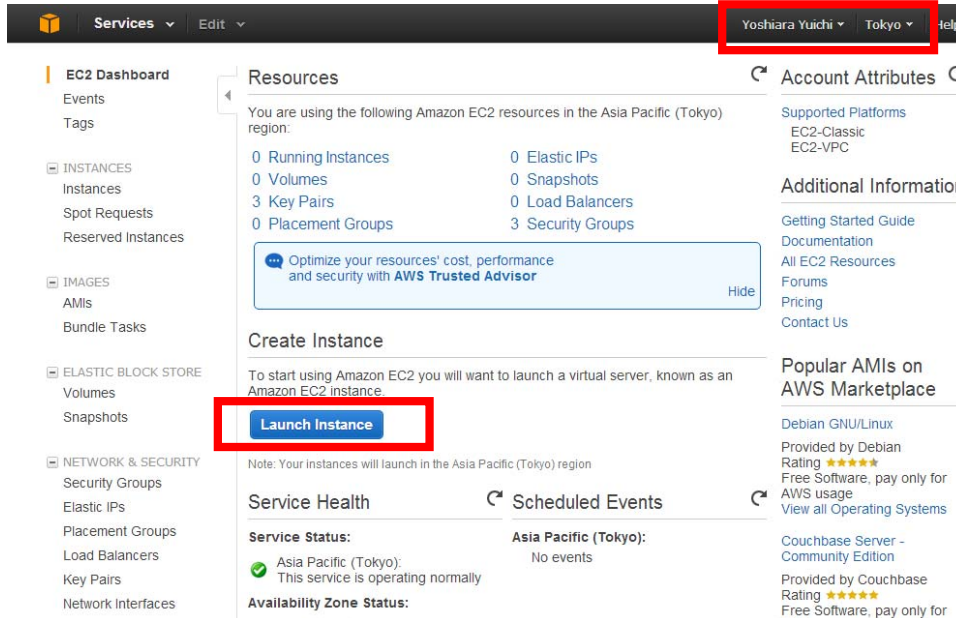 Services Edit Yoshiara Yuichi Tokyo Help
EC2 Dashboard
Events
Tags
INSTANCES
Instances
Spot Requests
Reserved Instances
IMAGES
AMIs
Bundle Tasks
ELASTIC BLOCK STORE
Volumes
Snapshots
NETWORK & SECURITY
Security Groups
Elastic IPs
Placement Groups
Load Balancers
Key Pairs
Network Interfaces
Resources
You are using the following Amazon EC2 resources in the Asia Pacific (Tokyo)
region:
0 Running Instances 0 Elastic IPs
0 Volumes 0 Snapshots
3 Key Pairs 0 Load Balancers
0 Placement Groups 3 Security Groups
Optimize your resources' cost, performance
and security with AWS Trusted Advisor
Hide
Create Instance
To start using Amazon EC2 you will want to launch a virtual server, known as an
Amazon EC2 instance.
Launch Instance
Note: Your instances will launch in the Asia Pacific (Tokyo) region
Service Health
Service Status:
Asia Pacific (Tokyo):
This service is operating normally
Availability Zone Status:
Scheduled Events
Asia Pacific (Tokyo):
No events
Account Attributes
Supported Platforms
EC2-Classic
EC2-VPC
Additional Information
Getting Started Guide
Documentation
All EC2 Resources
Forums
Pricing
Contact Us
Popular AMIs on
AWS Marketplace
Debian GNU/Linux
Provided by Debian
Rating
Free Software, pay only for
AWS usage
View all Operating Systems
Couchbase Server -
Community Edition
Provided by Couchbase
Rating
Free Software, pay only for